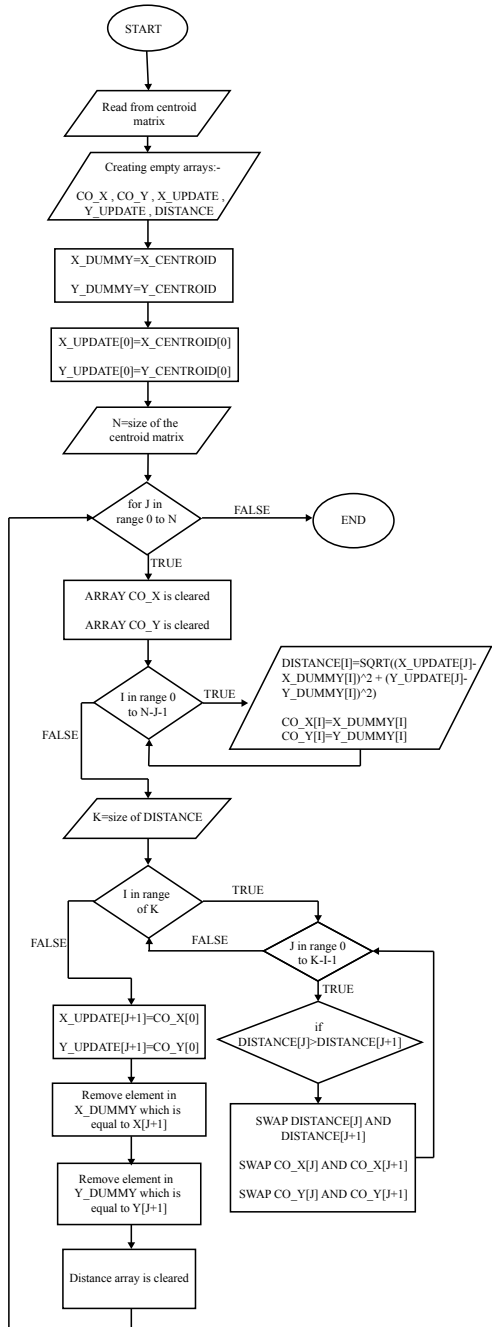 START
Read from centroid
matrix
Creating empty arrays:-
CO_X , CO_Y , X_UPDATE ,
Y_UPDATE , DISTANCE
X_DUMMY=X_CENTROID
Y_DUMMY=Y_CENTROID
X_UPDATE[0]=X_CENTROID[0]
Y_UPDATE[0]=Y_CENTROID[0]
N=size of the
centroid matrix
for J in
range 0 to N
FALSE
END
TRUE
ARRAY CO_X is cleared
ARRAY CO_Y is cleared
I in range 0
to N-J-1
TRUE
DISTANCE[I]=SQRT((X_UPDATE[J]-
X_DUMMY[I])^2 + (Y_UPDATE[J]-
Y_DUMMY[I])^2)
CO_X[I]=X_DUMMY[I]
CO_Y[I]=Y_DUMMY[I]
FALSE
K=size of DISTANCE
I in range
of K
TRUE
FALSE
J in range 0
to K-I-1
FALSE
TRUE
if
DISTANCE[J]>DISTANCE[J+1]
SWAP DISTANCE[J] AND
DISTANCE[J+1]
SWAP CO_X[J] AND CO_X[J+1]
SWAP CO_Y[J] AND CO_Y[J+1]
X_UPDATE[J+1]=CO_X[0]
Y_UPDATE[J+1]=CO_Y[0]
Remove element in
X_DUMMY which is
equal to X[J+1]
Remove element in
Y_DUMMY which is
equal to Y[J+1]
Distance array is cleared